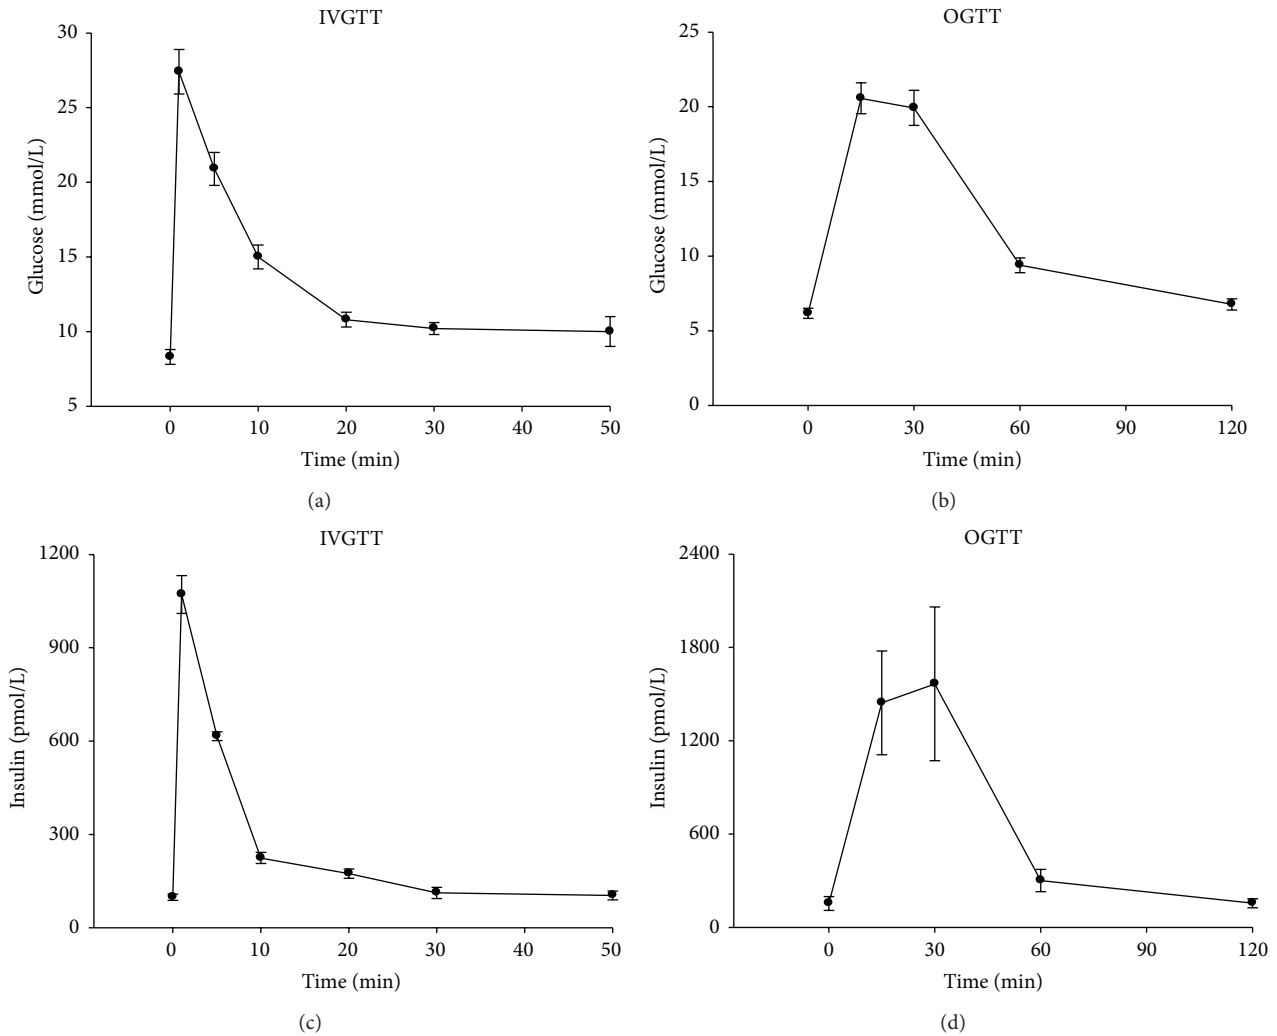 IVGTT
30
25
20
15
10
5
Glucose (mmol/L)
0 10 20 30 40 50
Time (min)
(a)
OGTT
25
20
15
10
5
0
Glucose (mmol/L)
0 30 60 90 120
Time (min)
(b)
IVGTT
1200
900
600
300
0
Insulin (pmol/L)
0 10 20 30 40 50
Time (min)
(c)
OGTT
2400
1800
1200
600
0
Insulin (pmol/L)
0 30 60 90 120
Time (min)
(d)